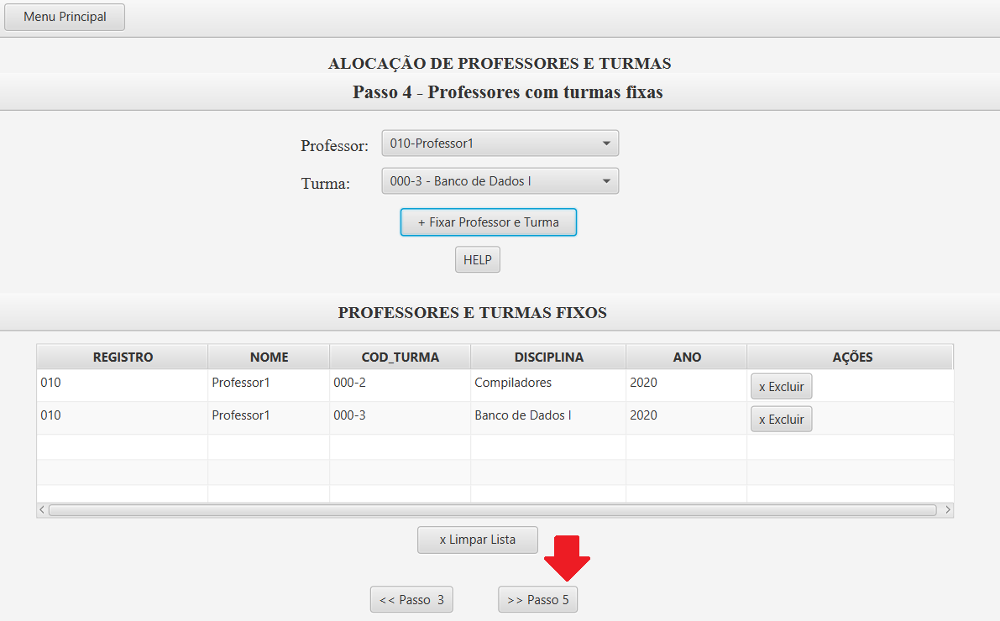 Menu Principal
ALOCAÇÃO DE PROFESSORES E TURMAS
Passo 4 - Professores com turmas fixas
Professor: 010-Professor1
Turma: 000-3 - Banco de Dados I
+ Fixar Professor e Turma
HELP
PROFESSORES E TURMAS FIXOS
REGISTRO NOME COD_TURMA DISCIPLINA ANO AÇÕES
010 Professor1 000-2 Compiladores 2020 x Excluir
010 Professor1 000-3 Banco de Dados I 2020 x Excluir
x Limpar Lista
<< Passo 3 >> Passo 5